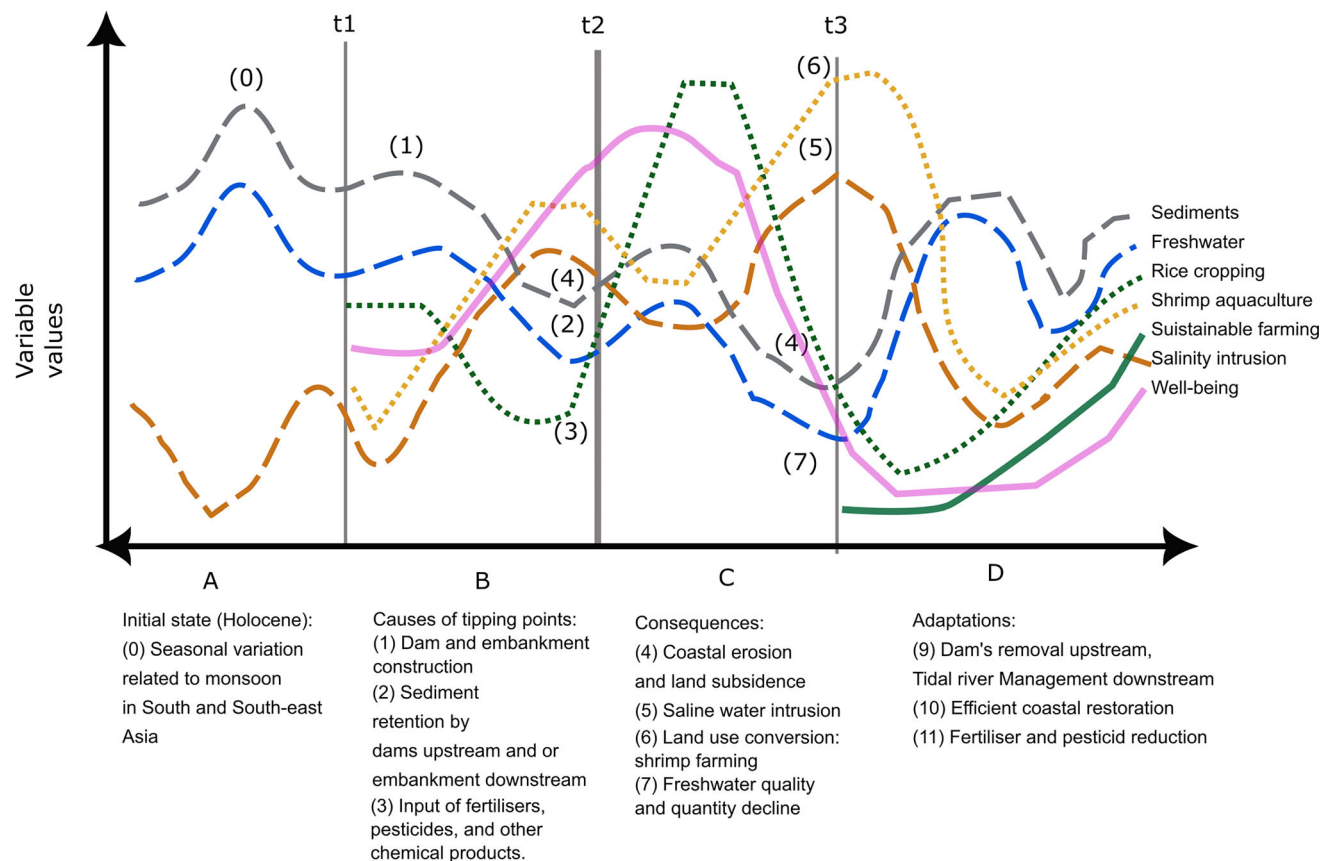 t1
t2
t3
(0)
(1)
(4)
(2)
(3)
(6)
(5)
(4)
(7)
Variable
values
Sediments
Freshwater
Rice cropping
Shrimp aquaculture
Suistainable farming
Salinity intrusion
Well-being
A
B
C
D
Initial state (Holocene):
(0) Seasonal variation
related to monsoon
in South and South-east
Asia
Causes of tipping points:
(1) Dam and embankment
construction
(2) Sediment
retention by
dams upstream and or
embankment downstream
(3) Input of fertilisers,
pesticides, and other
chemical products.
Consequences:
(4) Coastal erosion
and land subsidence
(5) Saline water intrusion
(6) Land use conversion:
shrimp farming
(7) Freshwater quality
and quantity decline
Adaptations:
(9) Dam's removal upstream,
Tidal river Management downstream
(10) Efficient coastal restoration
(11) Fertiliser and pesticid reduction